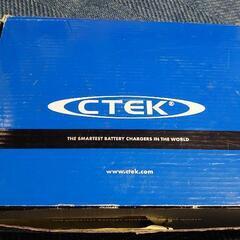 CTEK®
THE SMARTEST BATTERY CHARGERS IN THE WORLD
www.ctek.com